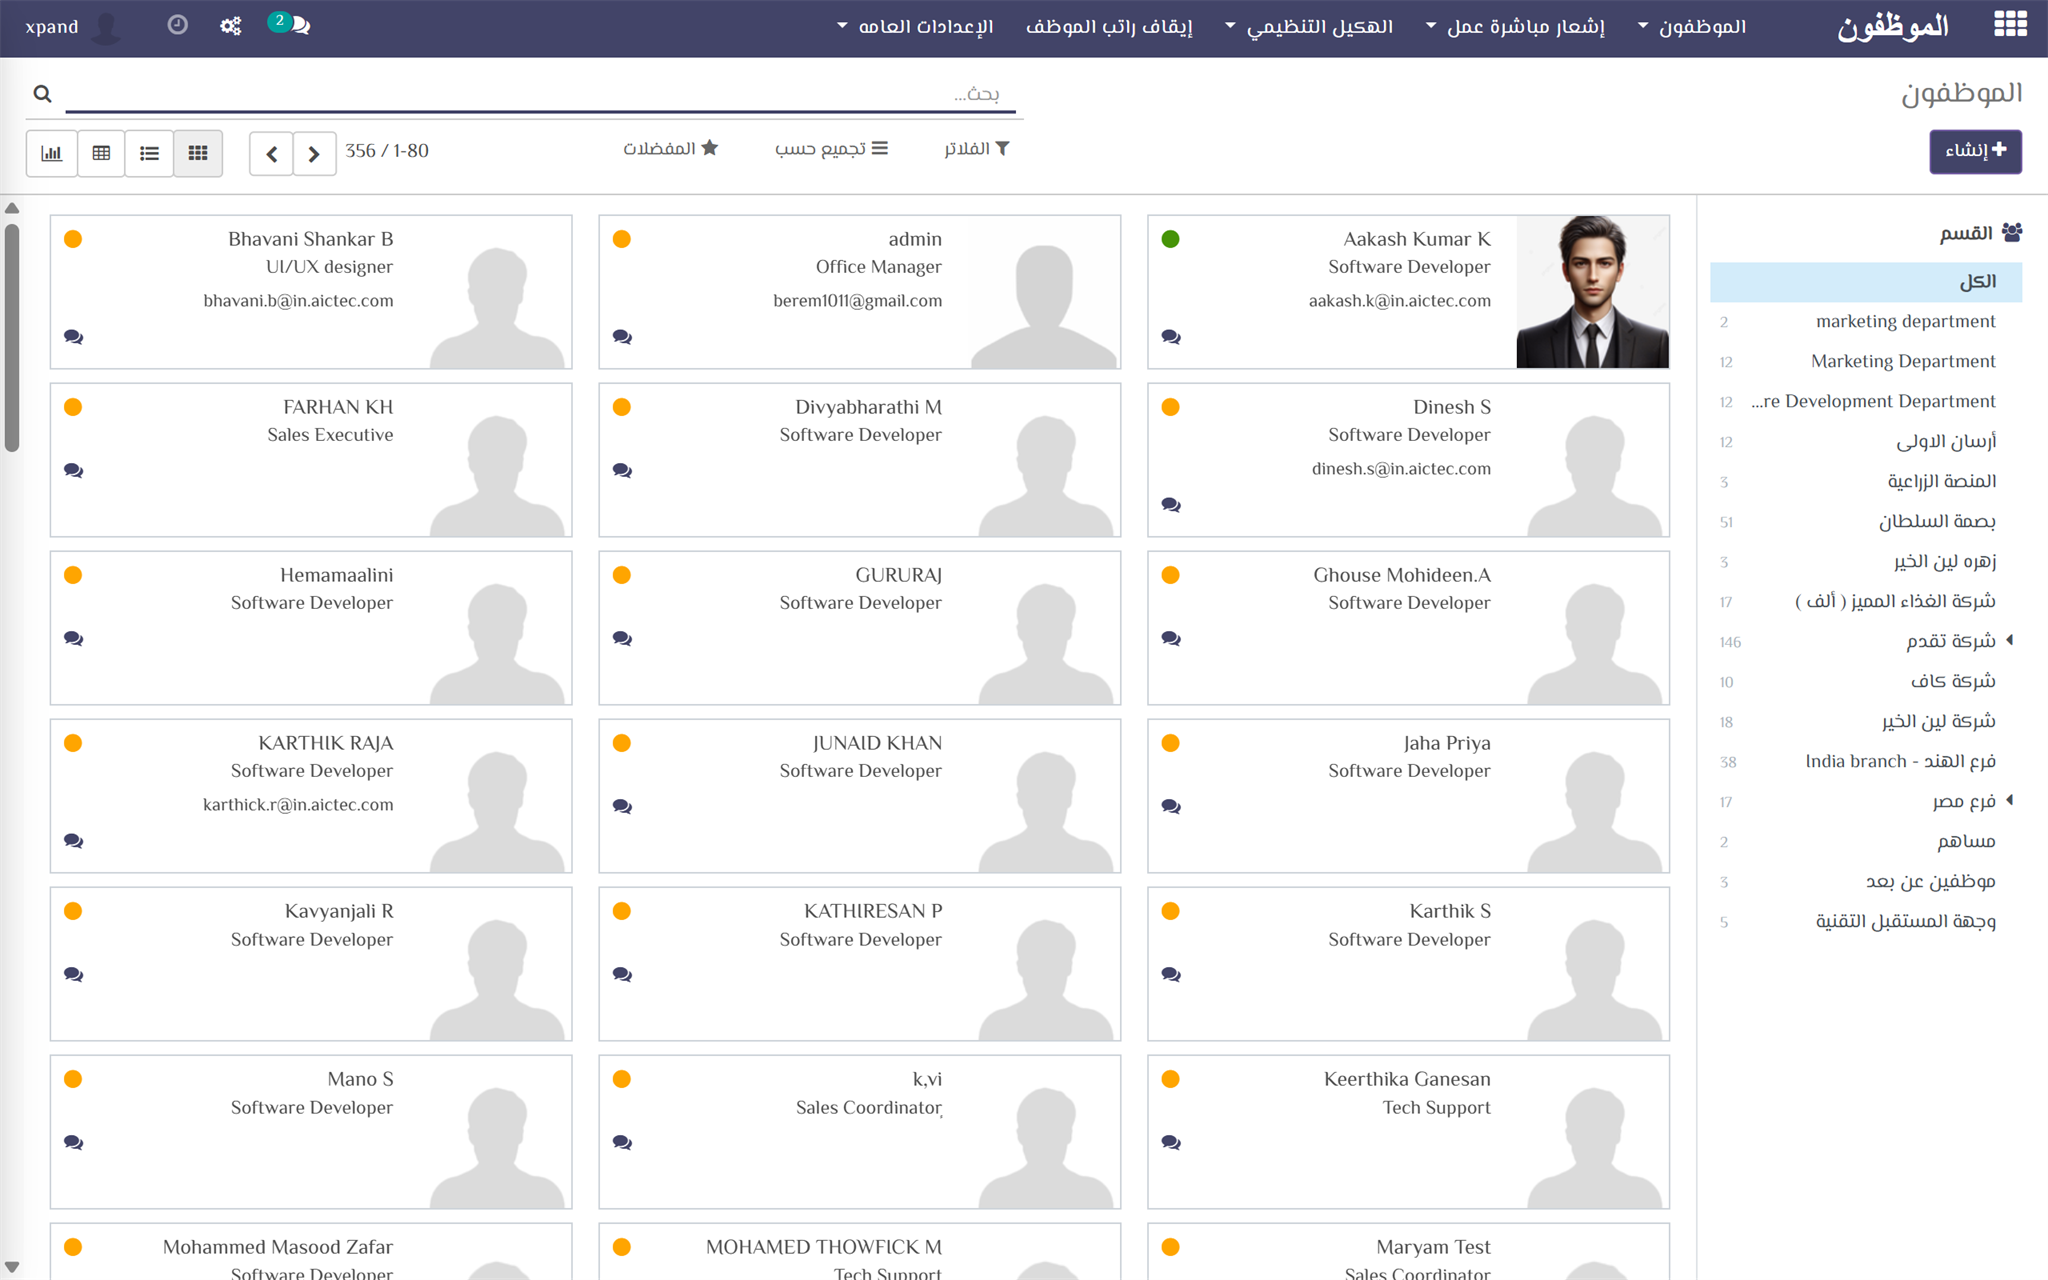 الموظفون
الموظفون
إشعار مباشرة عمل
الهكيل التنظيمي
إيقاف راتب الموظف
الإعدادات العامه
2
xpand
الموظفون
بحث...
إنشاء
الفلاتر
تجميع حسب
المفضلات
356 / 1-80
القسم
الكل
marketing department 2
Marketing Department 12
...re Development Department 12
أرسان الاولى 12
المنصة الزراعية 3
بصمة السلطان 51
زهره لين الخير 3
شركة الغذاء المميز ( ألف ) 17
شركة تقدم 146
شركة كاف 10
شركة لين الخير 18
فرع الهند - India branch 38
فرع مصر 17
مساهم 2
موظفين عن بعد 3
وجهة المستقبل التقنية 5
Aakash Kumar K
Software Developer
aakash.k@in.aictec.com
admin
Office Manager
berem1011@gmail.com
Bhavani Shankar B
UI/UX designer
bhavani.b@in.aictec.com
Dinesh S
Software Developer
dinesh.s@in.aictec.com
Divyabharathi M
Software Developer
FARHAN KH
Sales Executive
Ghouse Mohideen.A
Software Developer
GURURAJ
Software Developer
Hemamaalini
Software Developer
Jaha Priya
Software Developer
JUNAID KHAN
Software Developer
KARTHIK RAJA
Software Developer
karthick.r@in.aictec.com
Karthik S
Software Developer
KATHIRESAN P
Software Developer
Kavyanjali R
Software Developer
Keerthika Ganesan
Tech Support
k,vi
Sales Coordinator
Mano S
Software Developer
Maryam Test
Sales Coordinator
MOHAMED THOWFICK M
Tech Support
Mohammed Masood Zafar
Software Developer